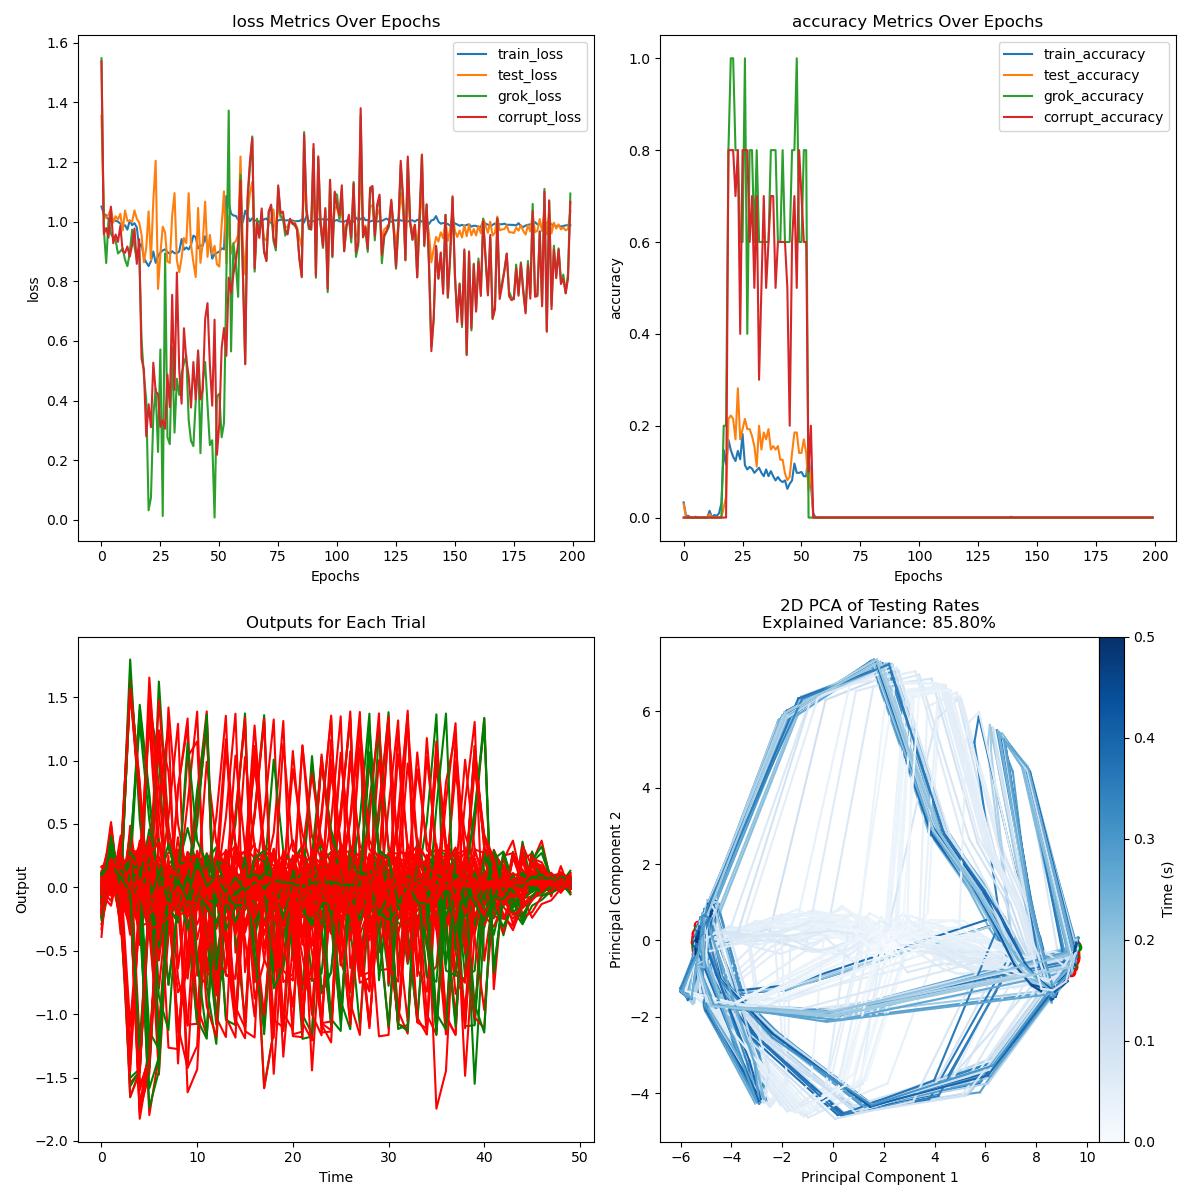 loss Metrics Over Epochs
1.6
1.4
1.2
1.0
0.8
0.6
0.4
0.2
0.0
loss
train_loss
test_loss
grok_loss
corrupt_loss
0 25 50 75 100 125 150 175 200
Epochs
accuracy Metrics Over Epochs
1.0
0.8
0.6
0.4
0.2
0.0
accuracy
train_accuracy
test_accuracy
grok_accuracy
corrupt_accuracy
0 25 50 75 100 125 150 175 200
Epochs
Outputs for Each Trial
1.5
1.0
0.5
0.0
−0.5
−1.0
−1.5
−2.0
Output
0 10 20 30 40 50
Time
2D PCA of Testing Rates
Explained Variance: 85.80%
6
4
2
0
−2
−4
Principal Component 2
−6 −4 −2 0 2 4 6 8 10
Principal Component 1
0.5
0.4
0.3
0.2
0.1
0.0
Time (s)